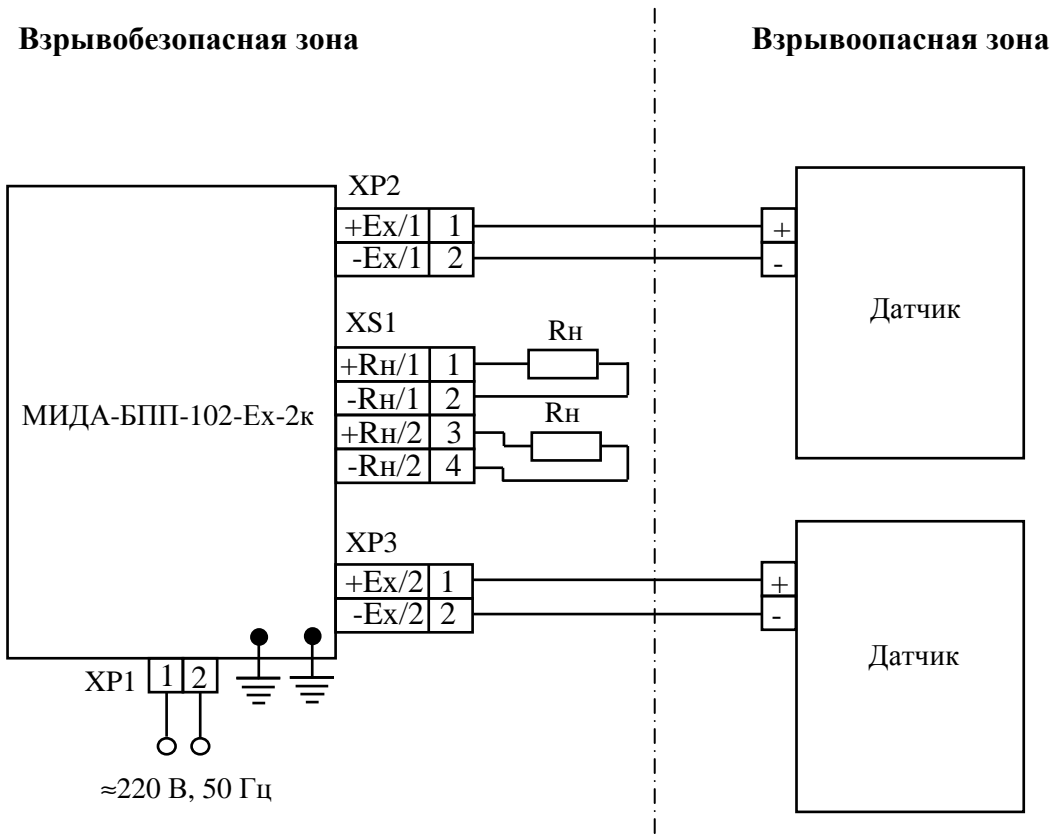 Взрывобезопасная зона
Взрывоопасная зона
XP2
+Ex/1 1
-Ex/1 2
+
-
Датчик
XS1
+Rн/1 1
-Rн/1 2
+Rн/2 3
-Rн/2 4
Rн
Rн
МИДА-БПП-102-Ex-2к
XP3
+Ex/2 1
-Ex/2 2
+
-
Датчик
XP1 1 2
≈220 В, 50 Гц